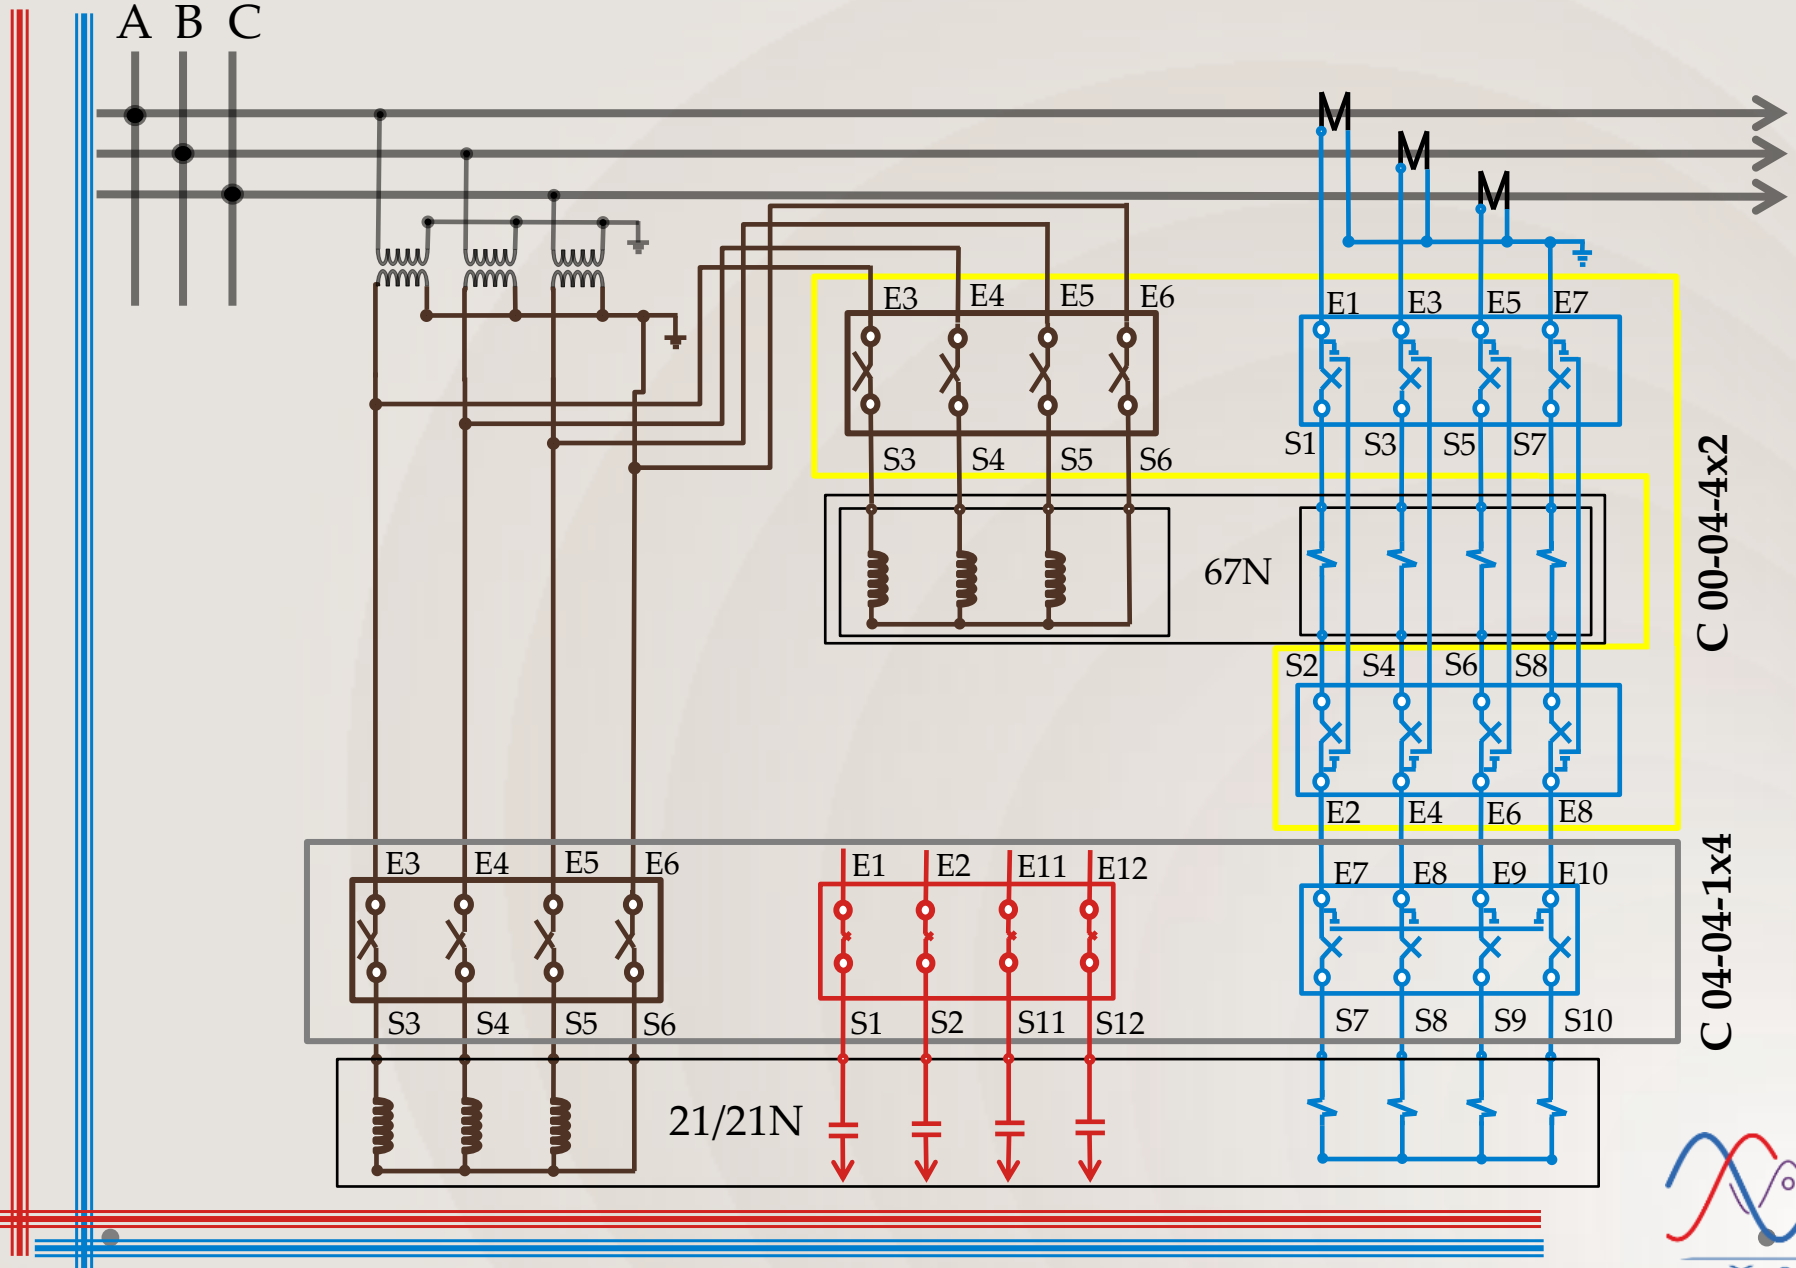 A B C
E3 E4 E5 E6
E1 E3 E5 E7
S1 S3 S5 S7
S3 S4 S5 S6
67N
C 00-04-4x2
S2 S4 S6 S8
E2 E4 E6 E8
E3 E4 E5 E6
E1 E2 E11 E12
E7 E8 E9 E10
C 04-04-1x4
S3 S4 S5 S6
S1 S2 S11 S12
S7 S8 S9 S10
21/21N